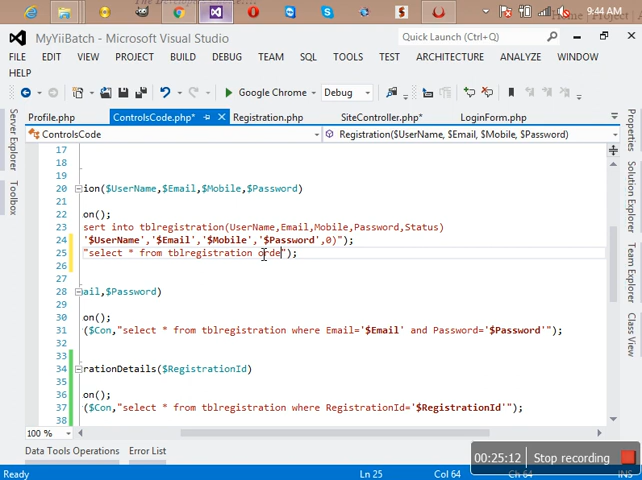 Home | Project | A
9:44 AM
MyYiiBatch - Microsoft Visual Studio
Quick Launch (Ctrl+Q)
FILE EDIT VIEW PROJECT BUILD DEBUG TEAM SQL TEST ARCHITECTURE ANALYZE WINDOW
HELP
Google Chrome Debug
Profile.php ControlsCode.php* Registration.php SiteController.php* LoginForm.php
ControlsCode Registration($UserName, $Email, $Mobile, $Password)
17
18
19
20 ion($UserName,$Email,$Mobile,$Password)
21
22 on();
23 sert into tblregistration(UserName,Email,Mobile,Password,Status)
24 '$UserName','$Email','$Mobile','$Password',0)");
25 "select * from tblregistration orde");
26
27
28 ail,$Password)
29
30 on();
31 ($Con,"select * from tblregistration where Email='$Email' and Password='$Password'");
32
33
34 rationDetails($RegistrationId)
35
36 on();
37 ($Con,"select * from tblregistration where RegistrationId='$RegistrationId'");
38
100 %
Server Explorer
Toolbox
Properties
Solution Explorer
Team Explorer
Class View
Data Tools Operations Error List
00:25:12 Stop recording
Ready Ln 25 Col 64 Ch 64 INS